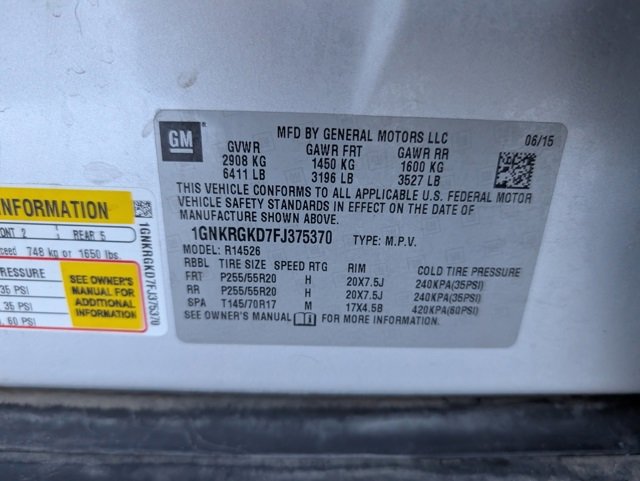 GM
MFD BY GENERAL MOTORS LLC 06/15
GVWR GAWR FRT GAWR RR
2908 KG 1450 KG 1600 KG
6411 LB 3196 LB 3527 LB
THIS VEHICLE CONFORMS TO ALL APPLICABLE U.S. FEDERAL MOTOR
VEHICLE SAFETY STANDARDS IN EFFECT ON THE DATE OF
MANUFACTURE SHOWN ABOVE.
1GNKRGKD7FJ375370 TYPE: M.P.V.
MODEL: R14526
RBBL TIRE SIZE SPEED RTG RIM COLD TIRE PRESSURE
FRT P255/55R20 H 20X7.5J 240KPA(35PSI)
RR P255/55R20 H 20X7.5J 240KPA(35PSI)
SPA T145/70R17 M 17X4.5B 420KPA(60PSI)
SEE OWNER'S MANUAL FOR MORE INFORMATION.
INFORMATION
ONT 2 REAR 5
exceed 748 kg or 1650 lbs.
PRESSURE
35 PSI
35 PSI
, 60 PSI
SEE OWNER'S
MANUAL FOR
ADDITIONAL
INFORMATION
1GNKRGKD7FJ375370